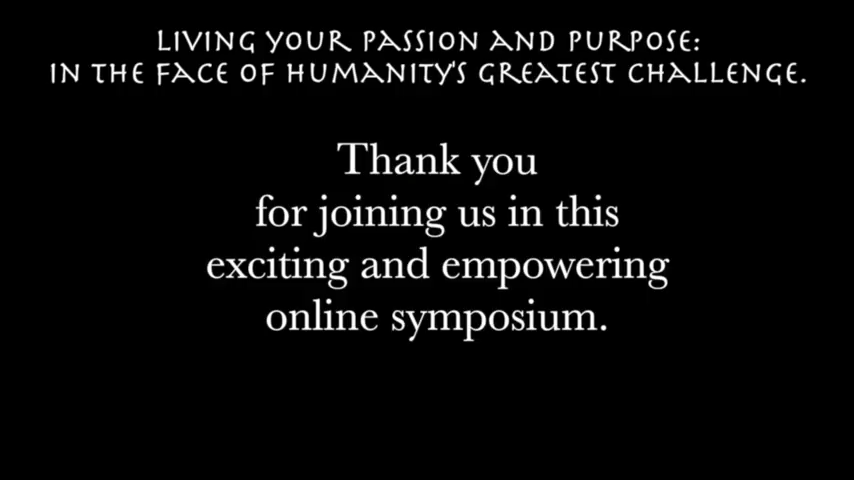 LIVING YOUR PASSION AND PURPOSE:
IN THE FACE OF HUMANITY'S GREATEST CHALLENGE.
Thank you
for joining us in this
exciting and empowering
online symposium.